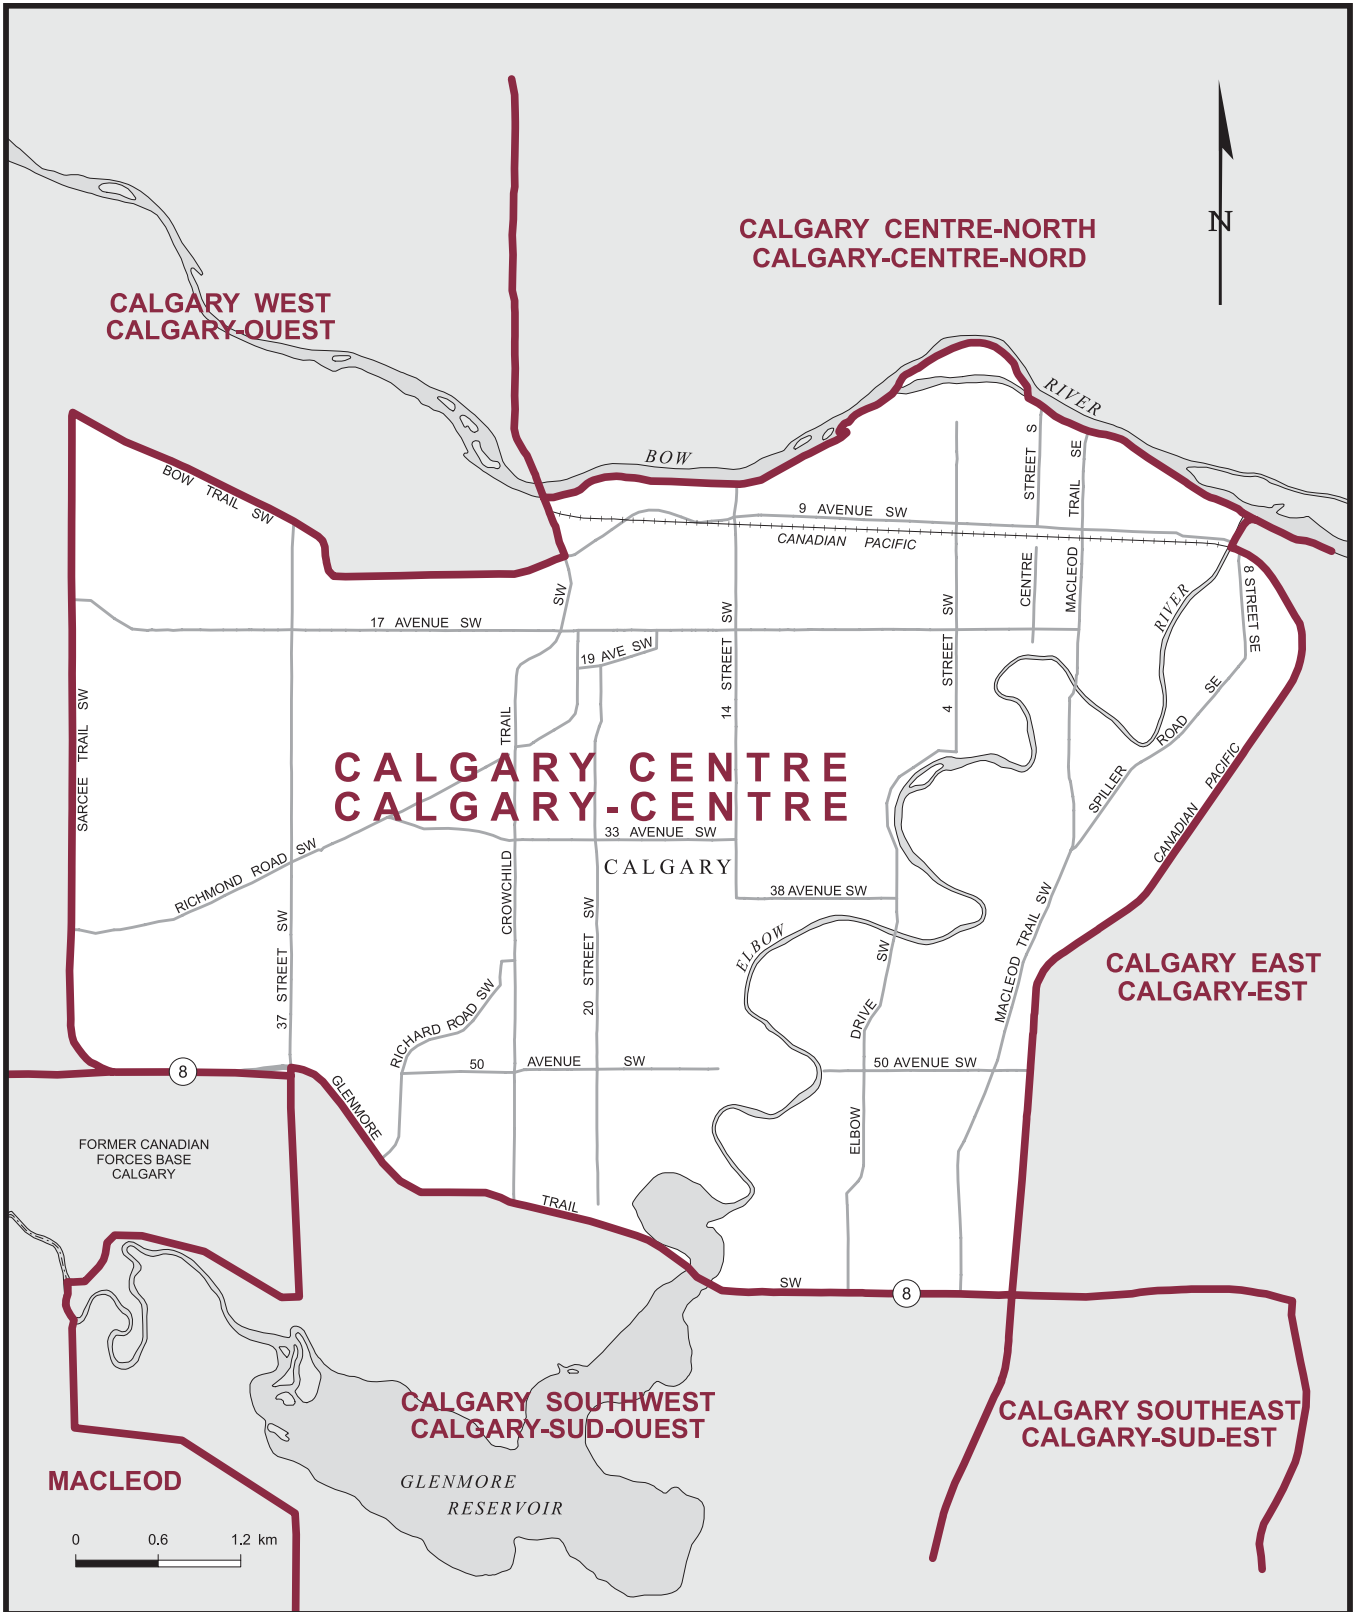 N
CALGARY CENTRE-NORTH
CALGARY-CENTRE-NORD
CALGARY WEST
CALGARY-OUEST
RIVER
BOW
BOW TRAIL SW
STREET S
TRAIL SE
9 AVENUE SW
CANADIAN PACIFIC
CENTRE
MACLEOD
RIVER
8 STREET SE
SW
17 AVENUE SW
19 AVE SW
14 STREET SW
4 STREET SW
SARCEE TRAIL SW
TRAIL
ROAD SE
SPILLER
CANADIAN PACIFIC
CALGARY CENTRE
CALGARY-CENTRE
33 AVENUE SW
CALGARY
RICHMOND ROAD SW
38 AVENUE SW
CROWCHILD
37 STREET SW
20 STREET SW
ELBOW
SW
MACLEOD TRAIL SW
CALGARY EAST
CALGARY-EST
RICHARD ROAD SW
DRIVE
50 AVENUE SW
50 AVENUE SW
8
GLENMORE
ELBOW
FORMER CANADIAN
FORCES BASE
CALGARY
TRAIL
SW
8
CALGARY SOUTHWEST
CALGARY-SUD-OUEST
CALGARY SOUTHEAST
CALGARY-SUD-EST
MACLEOD
GLENMORE
RESERVOIR
0 0.6 1.2 km